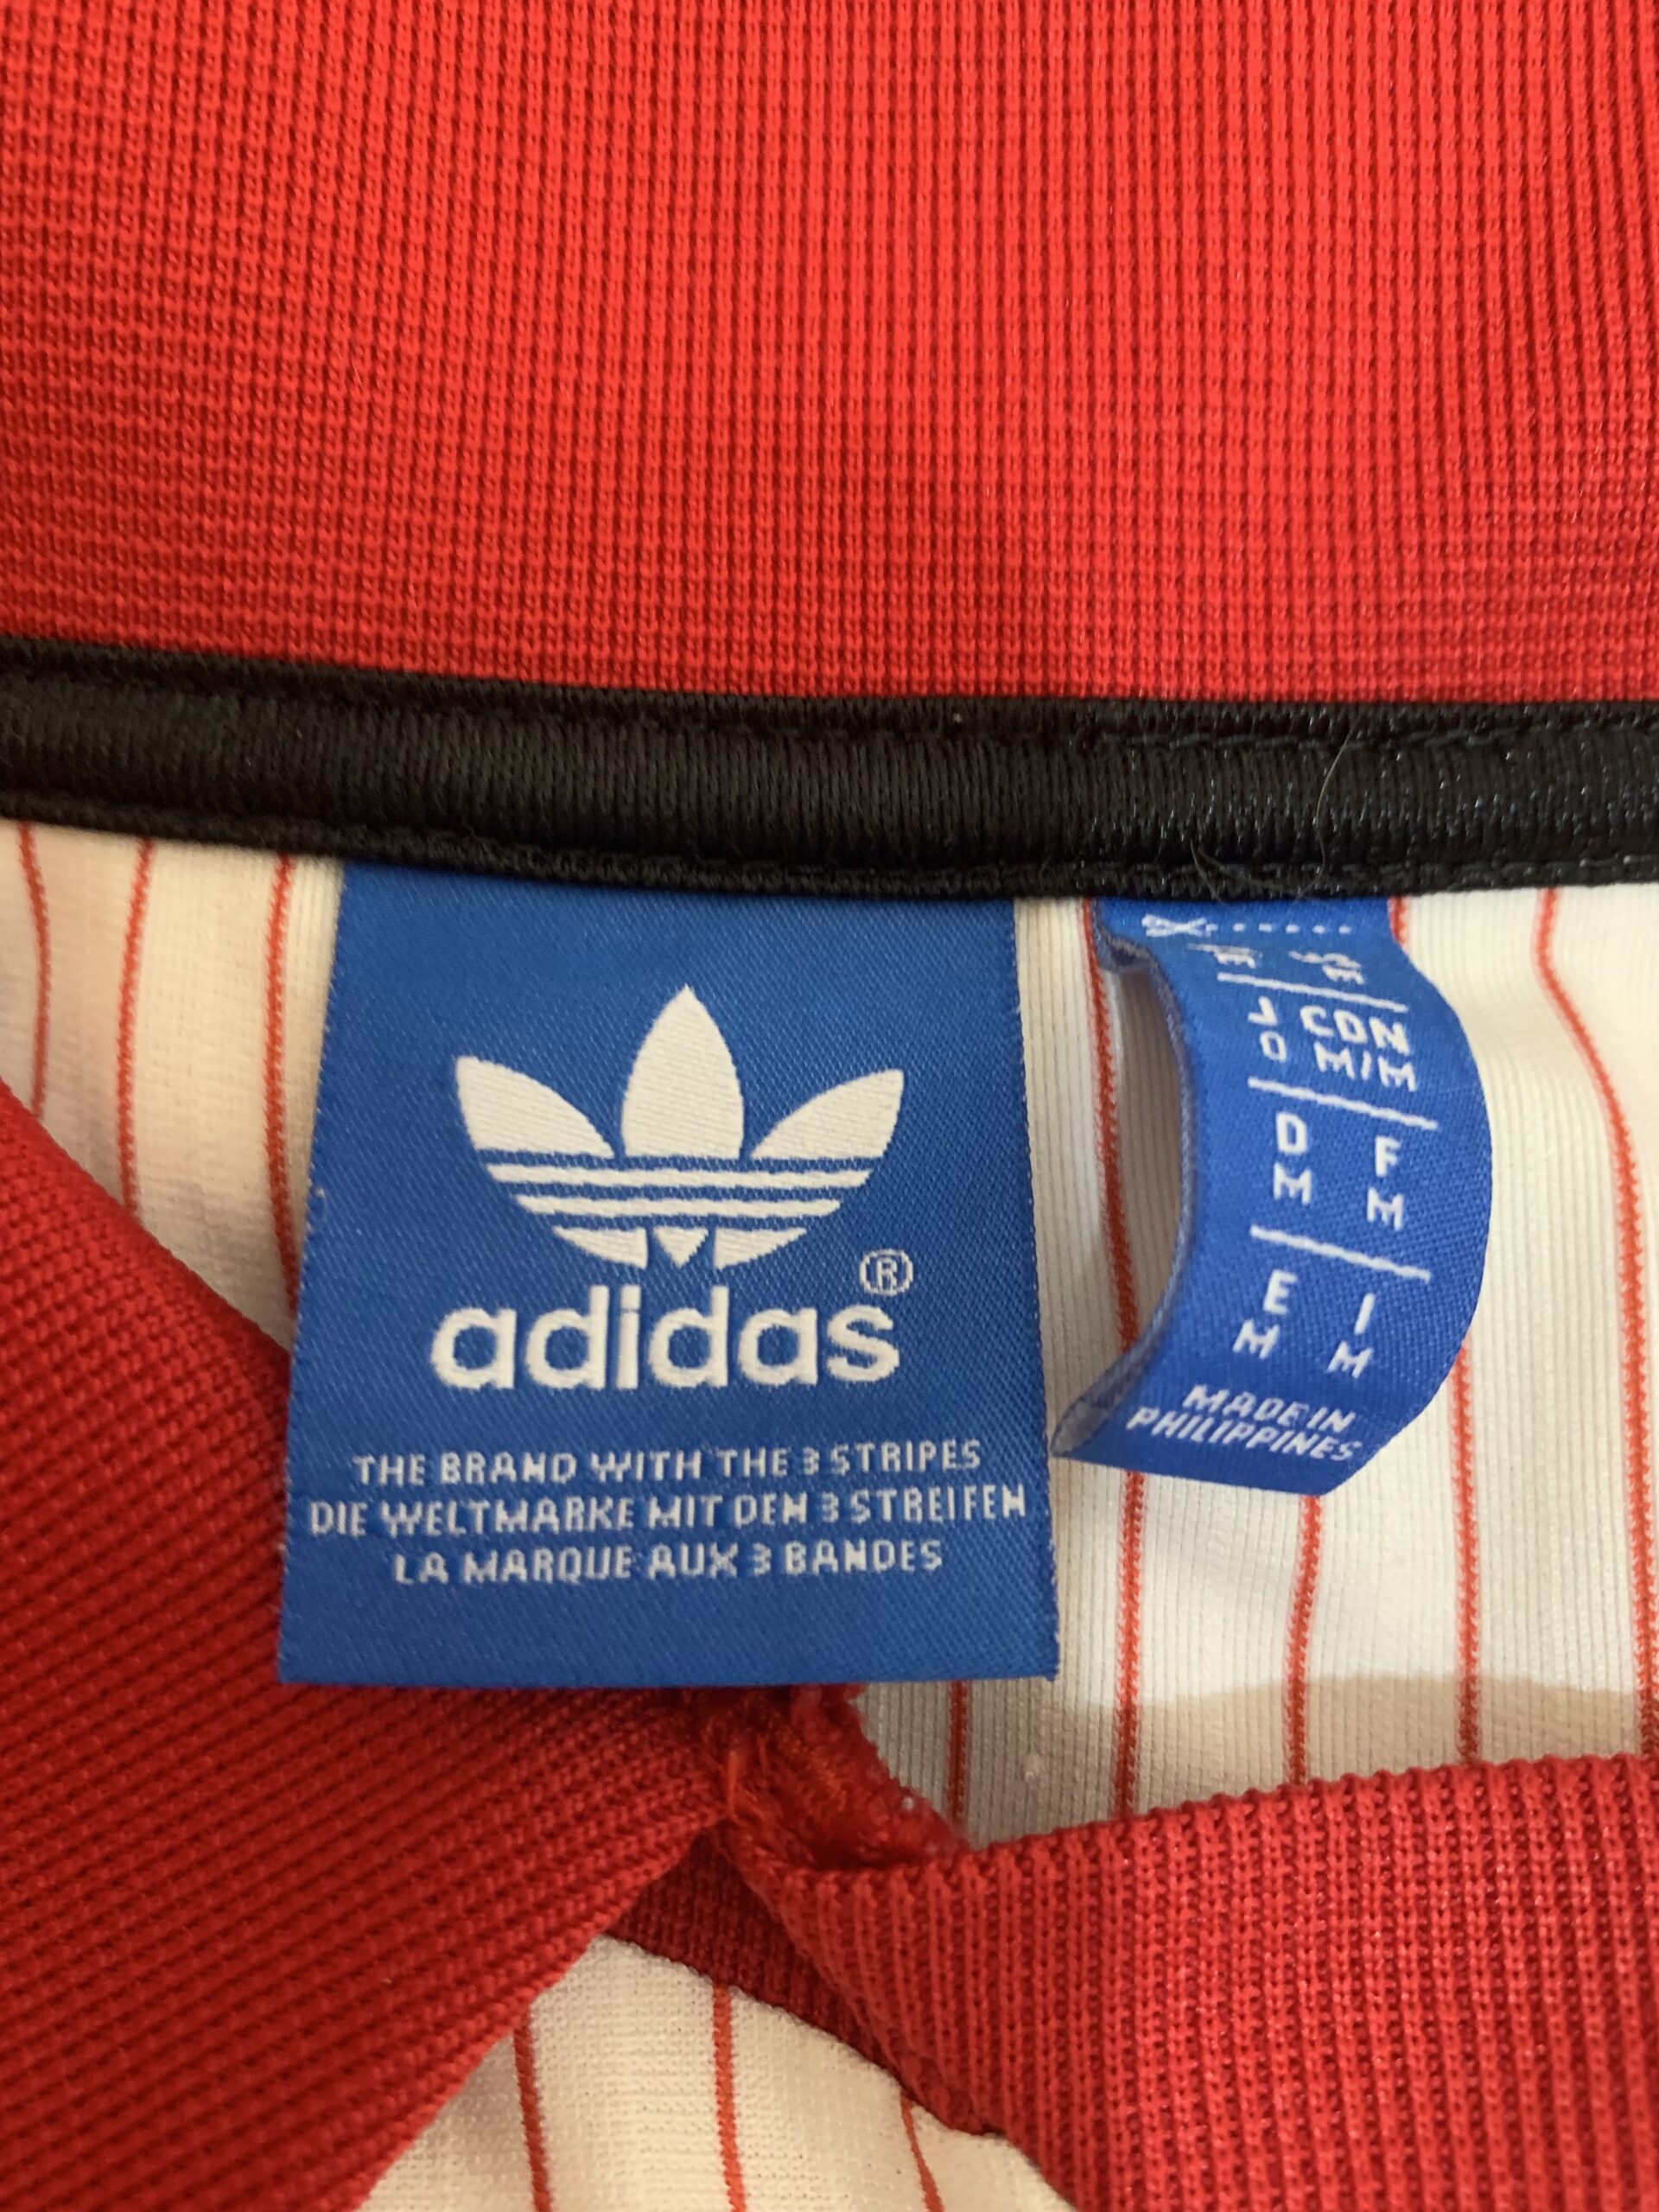 adidas®
THE BRAND WITH THE 3 STRIPES
DIE WELTMARKE MIT DEN 3 STREIFEN
LA MARQUE AUX 3 BANDES
J CDN
O M/M
D F
M M
E I
M M
MADE IN
PHILIPPINES